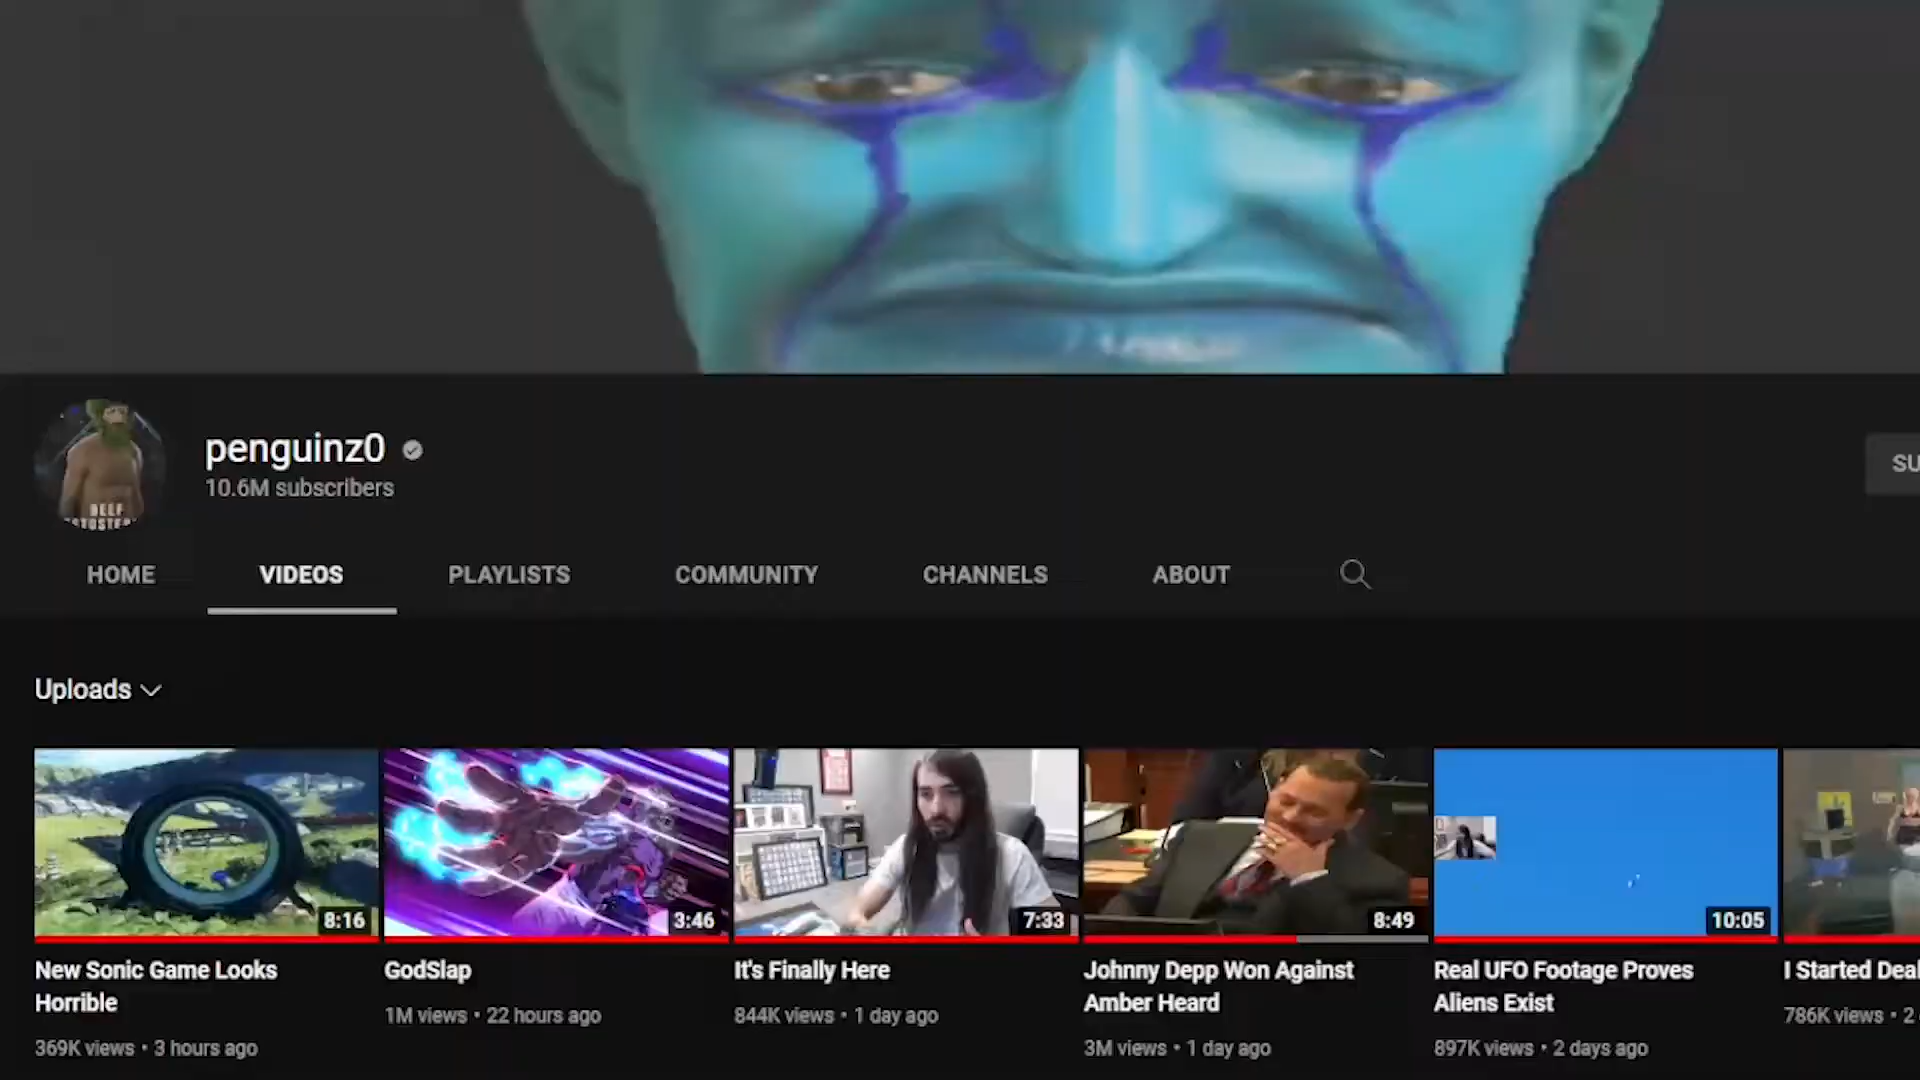 penguinz0
10.6M subscribers
SU
HOME VIDEOS PLAYLISTS COMMUNITY CHANNELS ABOUT
Uploads
8:16 3:46 7:33 8:49 10:05
New Sonic Game Looks Horrible
369K views • 3 hours ago
GodSlap
1M views • 22 hours ago
It's Finally Here
844K views • 1 day ago
Johnny Depp Won Against Amber Heard
3M views • 1 day ago
Real UFO Footage Proves Aliens Exist
897K views • 2 days ago
I Started Deal
786K views • 2